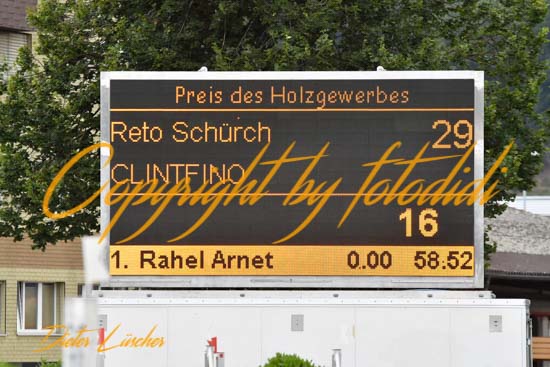 Preis des Holzgewerbes
Reto Schürch 29
CLINTFINO
Copyright by fotodidi
16
1. Rahel Arnet 0.00 58.52
Dieter Lüscher